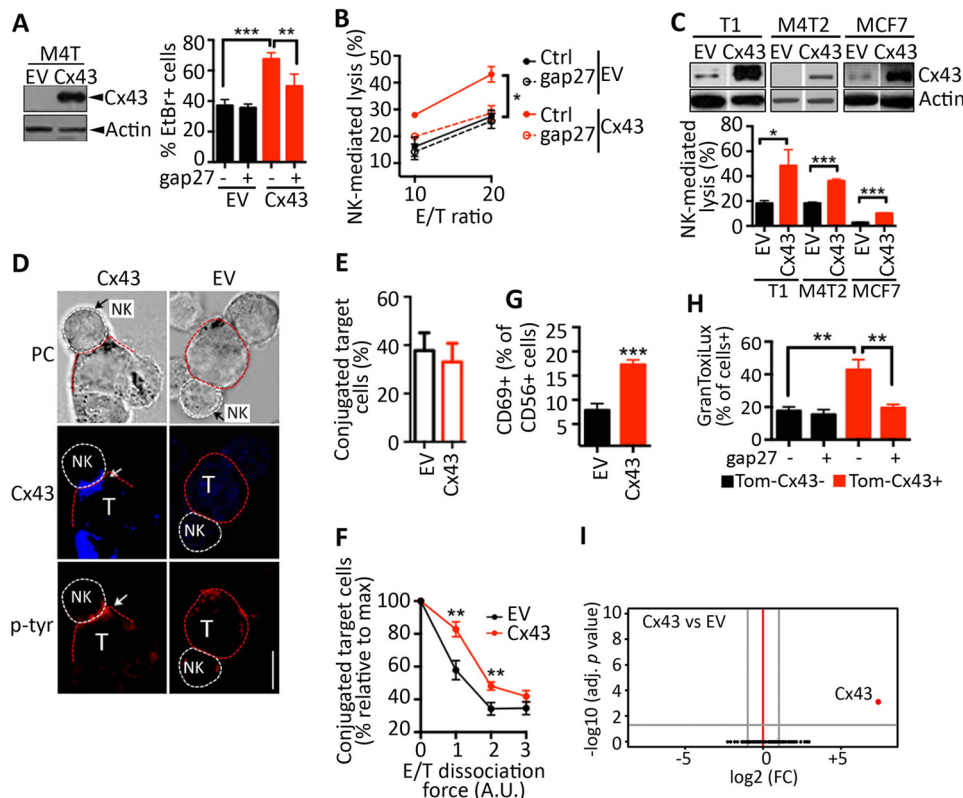 A
M4T
EV Cx43
Cx43
Actin
% EtBr+ cells
80
60
40
20
0
***
**
gap27
- + - +
EV Cx43
B
NK-mediated lysis (%)
50
40
30
20
10
10 20
E/T ratio
*
Ctrl
gap27
EV
Ctrl
gap27
Cx43
C
T1 M4T2 MCF7
EV Cx43 EV Cx43 EV Cx43
Cx43
Actin
NK-mediated
lysis (%)
80
60
40
20
0
*
***
***
EV Cx43 EV Cx43 EV Cx43
T1 M4T2 MCF7
D
Cx43 EV
PC
NK
NK
Cx43
NK
T
T
NK
p-tyr
NK
T
T
NK
E
Conjugated target
cells (%)
60
40
20
0
EV
Cx43
F
Conjugated target cells
(% relative to max)
100
80
60
40
20
**
**
EV
Cx43
0 1 2 3
E/T dissociation
force (A.U.)
G
CD69+ (% of
CD56+ cells)
25
20
15
10
5
***
EV
Cx43
H
GranToxiLux
(% of cells+)
60
40
20
0
**
**
gap27 - + - +
Tom-Cx43- Tom-Cx43+
I
Cx43 vs EV
-log10 (adj. p value)
10
8
6
4
2
0
Cx43
-5 0 +5
log2 (FC)